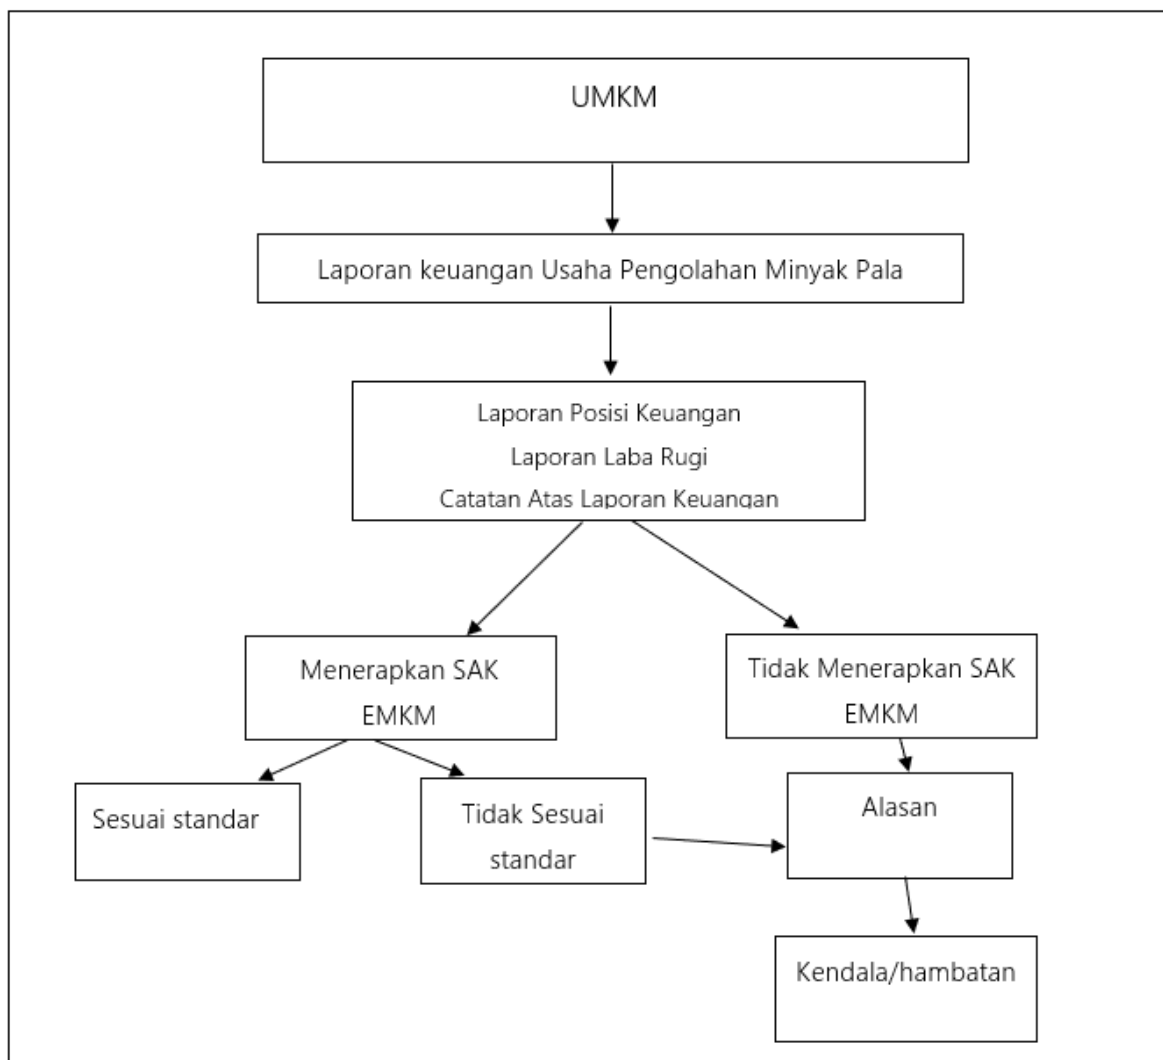 UMKM
Laporan keuangan Usaha Pengolahan Minyak Pala
Laporan Posisi Keuangan
Laporan Laba Rugi
Catatan Atas Laporan Keuangan
Menerapkan SAK
EMKM
Tidak Menerapkan SAK
EMKM
Sesuai standar
Tidak Sesuai
standar
Alasan
Kendala/hambatan